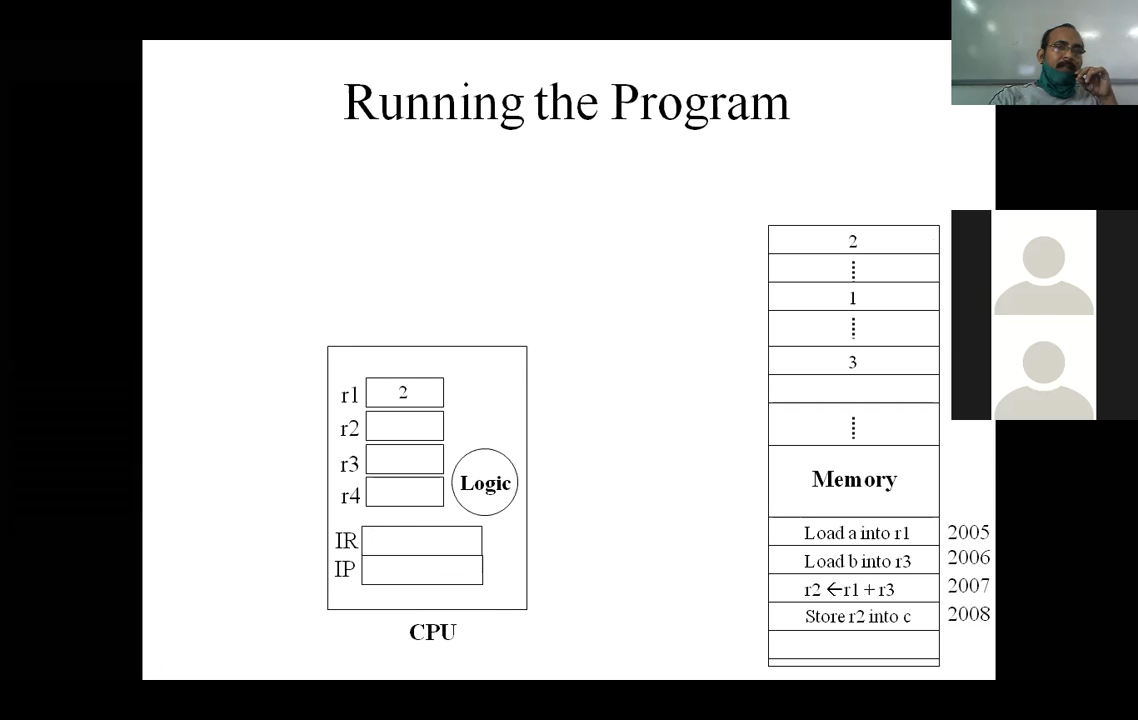 Running the Program
2
1
3
Memory
Load a into r1 2005
Load b into r3 2006
r2 ←r1 + r3 2007
Store r2 into c 2008
r1 2
r2
r3
r4
Logic
IR
IP
CPU